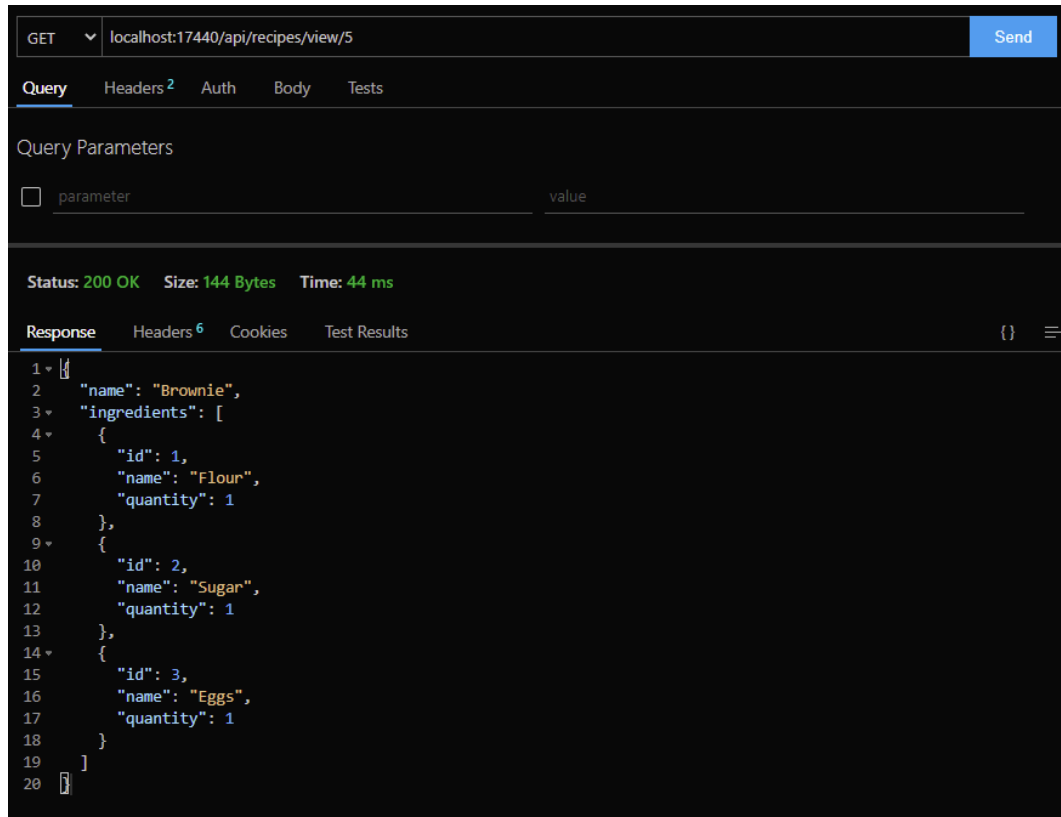 GET localhost:17440/api/recipes/view/5 Send
Query Headers 2 Auth Body Tests
Query Parameters
parameter value
Status: 200 OK Size: 144 Bytes Time: 44 ms
Response Headers 6 Cookies Test Results {}
1 {
2 "name": "Brownie",
3 "ingredients": [
4 {
5 "id": 1,
6 "name": "Flour",
7 "quantity": 1
8 },
9 {
10 "id": 2,
11 "name": "Sugar",
12 "quantity": 1
13 },
14 {
15 "id": 3,
16 "name": "Eggs",
17 "quantity": 1
18 }
19 ]
20 }